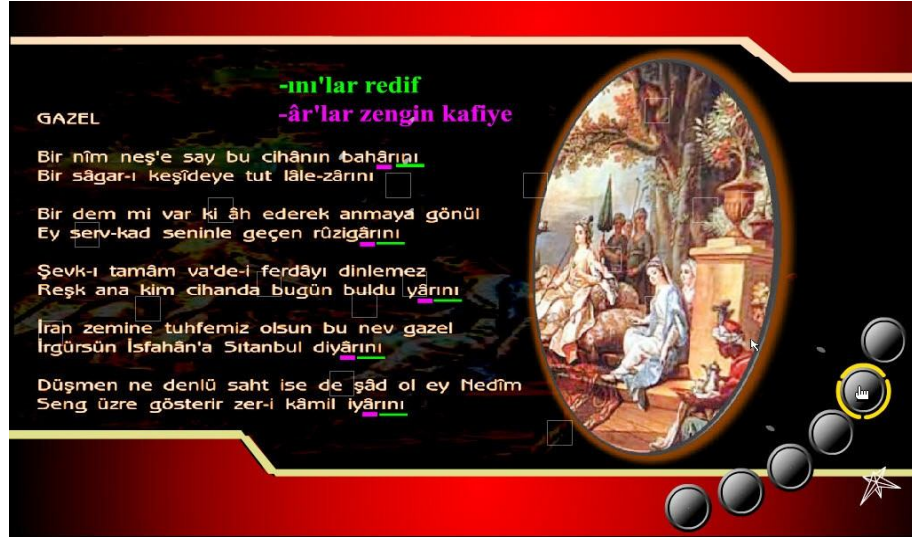 -ını'lar redif
-âr'lar zengin kafiye
GAZEL
Bir nîm neş'e say bu cihânın bahârını
Bir sâgar-ı keşîdeye tut lâle-zârını
Bir dem mi var ki âh ederek anmaya gönül
Ey serv-kad seninle geçen rûzigârını
Şevk-ı tamâm va'de-i ferdâyı dinlemez
Reşk ana kim cihanda bugün buldu yârını
İran zemine tuhfemiz olsun bu nev gazel
İrgürsün İsfahân'a Sıtanbul diyârını
Düşmen ne denlü saht ise de şâd ol ey Nedîm
Seng üzre gösterir zer-i kâmil iyârını